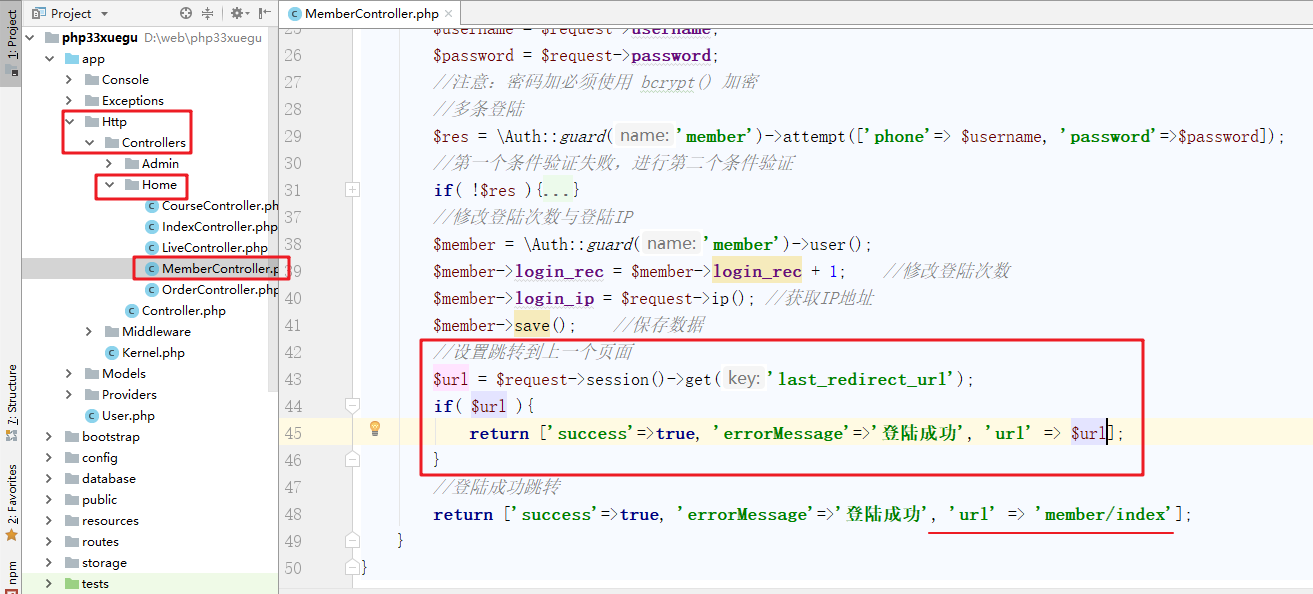 1: Project
7: Structure
2: Favorites
npm
Project
php33xuegu D:\web\php33xuegu
app
Console
Exceptions
Http
Controllers
Admin
Home
CourseController.ph
IndexController.php
LiveController.php
MemberController.p
OrderController.php
Controller.php
Middleware
Kernel.php
Models
Providers
User.php
bootstrap
config
database
public
resources
routes
storage
tests
MemberController.php
25 $username = $request->username;
26 $password = $request->password;
27 //注意：密码加必须使用 bcrypt() 加密
28 //多条登陆
29 $res = \Auth::guard( name: 'member')->attempt(['phone'=> $username, 'password'=>$password]);
30 //第一个条件验证失败，进行第二个条件验证
31 if( !$res ){...}
37 //修改登陆次数与登陆IP
38 $member = \Auth::guard( name: 'member')->user();
39 $member->login_rec = $member->login_rec + 1; //修改登陆次数
40 $member->login_ip = $request->ip(); //获取IP地址
41 $member->save(); //保存数据
42 //设置跳转到上一个页面
43 $url = $request->session()->get( key: 'last_redirect_url');
44 if( $url ){
45 return ['success'=>true, 'errorMessage'=>'登陆成功', 'url' => $url];
46 }
47 //登陆成功跳转
48 return ['success'=>true, 'errorMessage'=>'登陆成功', 'url' => 'member/index'];
49 }
50 }